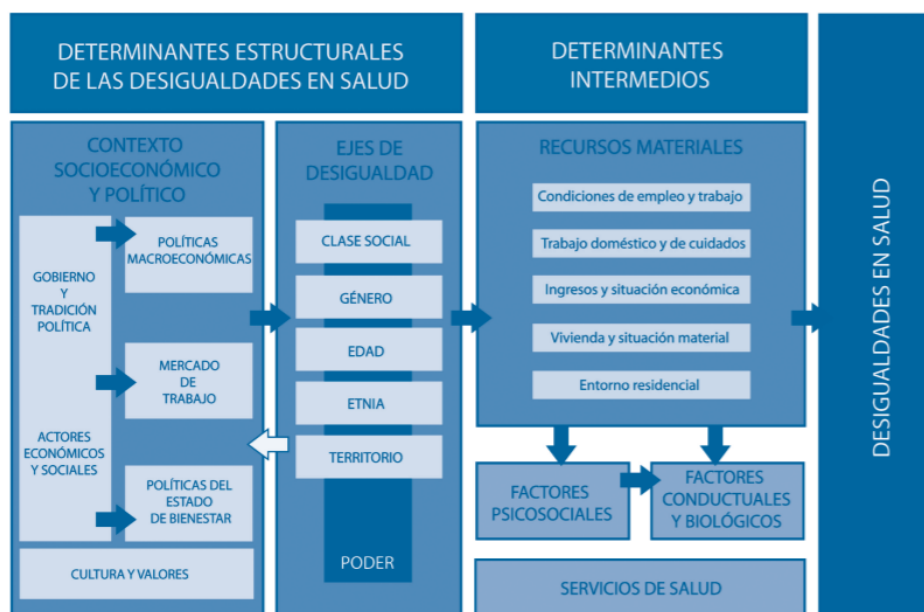 DETERMINANTES ESTRUCTURALES
DE LAS DESIGUALDADES EN SALUD
DETERMINANTES
INTERMEDIOS
CONTEXTO
SOCIOECONÓMICO
Y POLÍTICO
GOBIERNO
Y
TRADICIÓN
POLÍTICA
ACTORES
ECONÓMICOS
Y SOCIALES
POLÍTICAS
MACROECONÓMICAS
MERCADO
DE
TRABAJO
POLÍTICAS DEL
ESTADO
DE BIENESTAR
CULTURA Y VALORES
EJES DE
DESIGUALDAD
CLASE SOCIAL
GÉNERO
EDAD
ETNIA
TERRITORIO
PODER
RECURSOS MATERIALES
Condiciones de empleo y trabajo
Trabajo doméstico y de cuidados
Ingresos y situación económica
Vivienda y situación material
Entorno residencial
FACTORES
PSICOSOCIALES
FACTORES
CONDUCTUALES
Y BIOLÓGICOS
SERVICIOS DE SALUD
DESIGUALDADES EN SALUD